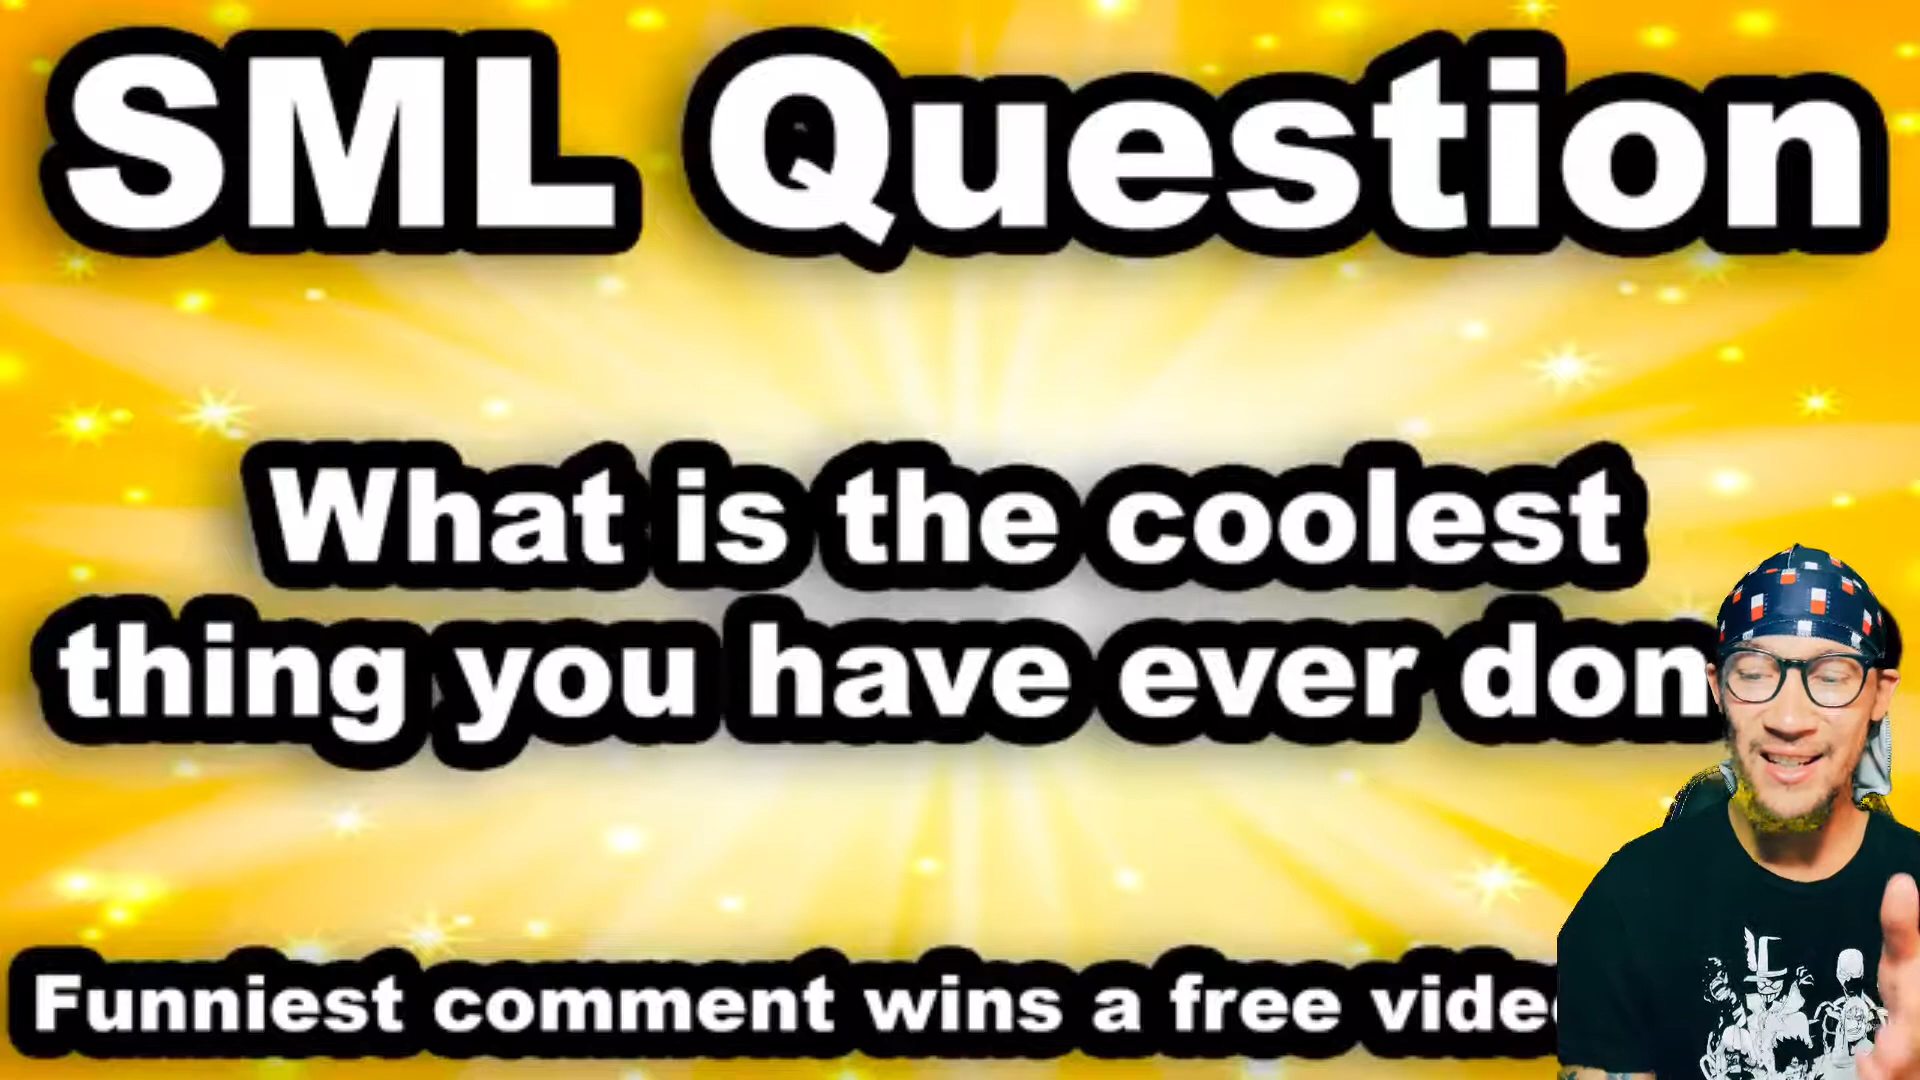 SML Question
What is the coolest
thing you have ever don
Funniest comment wins a free vide